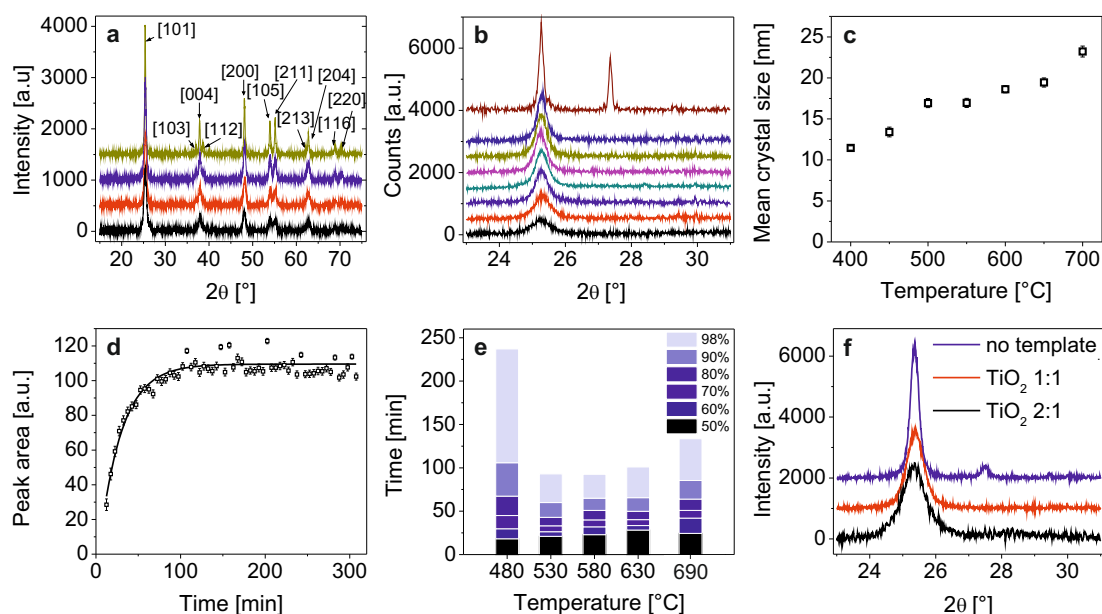 a
[101]
[004]
[103]
[112]
[200]
[105]
[211]
[213]
[204]
[116]
[220]
4000
3000
2000
1000
0
Intensity [a.u]
20 30 40 50 60 70
2θ [°]
b
6000
4000
2000
0
Counts [a.u.]
24 26 28 30
2θ [°]
c
25
20
15
10
5
0
Mean crystal size [nm]
400 500 600 700
Temperature [°C]
d
120
100
80
60
40
20
0
Peak area [a.u.]
0 100 200 300
Time [min]
e
98%
90%
80%
70%
60%
50%
250
200
150
100
50
0
Time [min]
480 530 580 630 690
Temperature [°C]
f
no template
TiO₂ 1:1
TiO₂ 2:1
6000
4000
2000
0
Intensity [a.u.]
24 26 28 30
2θ [°]